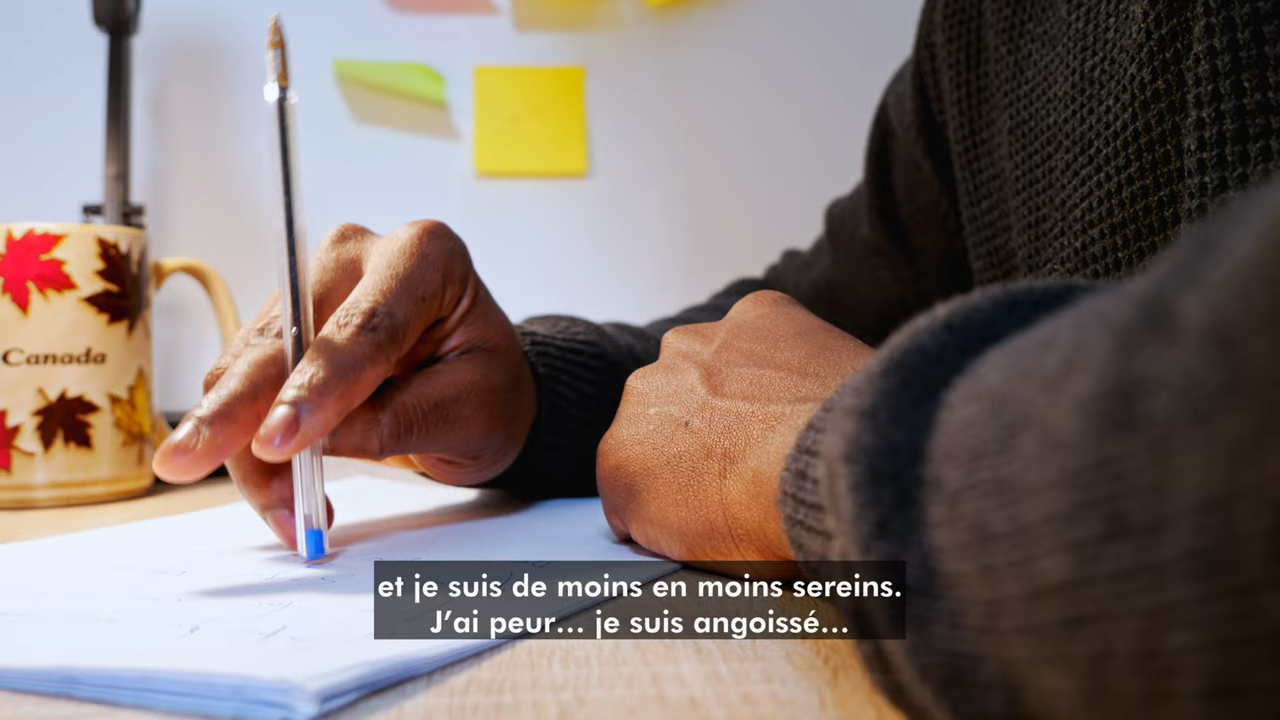 Canada
et je suis de moins en moins sereins.
J’ai peur... je suis angoissé...